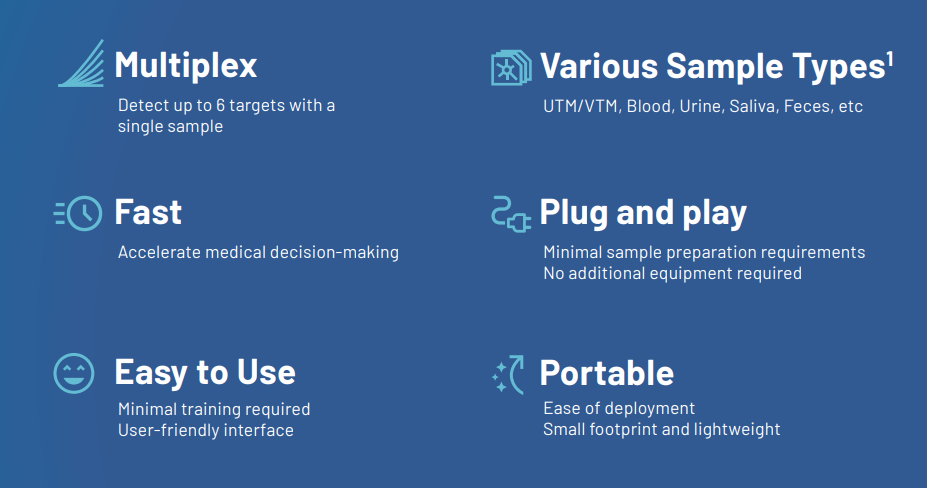 Multiplex
Detect up to 6 targets with a
single sample
Various Sample Types¹
UTM/VTM, Blood, Urine, Saliva, Feces, etc
Fast
Accelerate medical decision-making
Plug and play
Minimal sample preparation requirements
No additional equipment required
Easy to Use
Minimal training required
User-friendly interface
Portable
Ease of deployment
Small footprint and lightweight